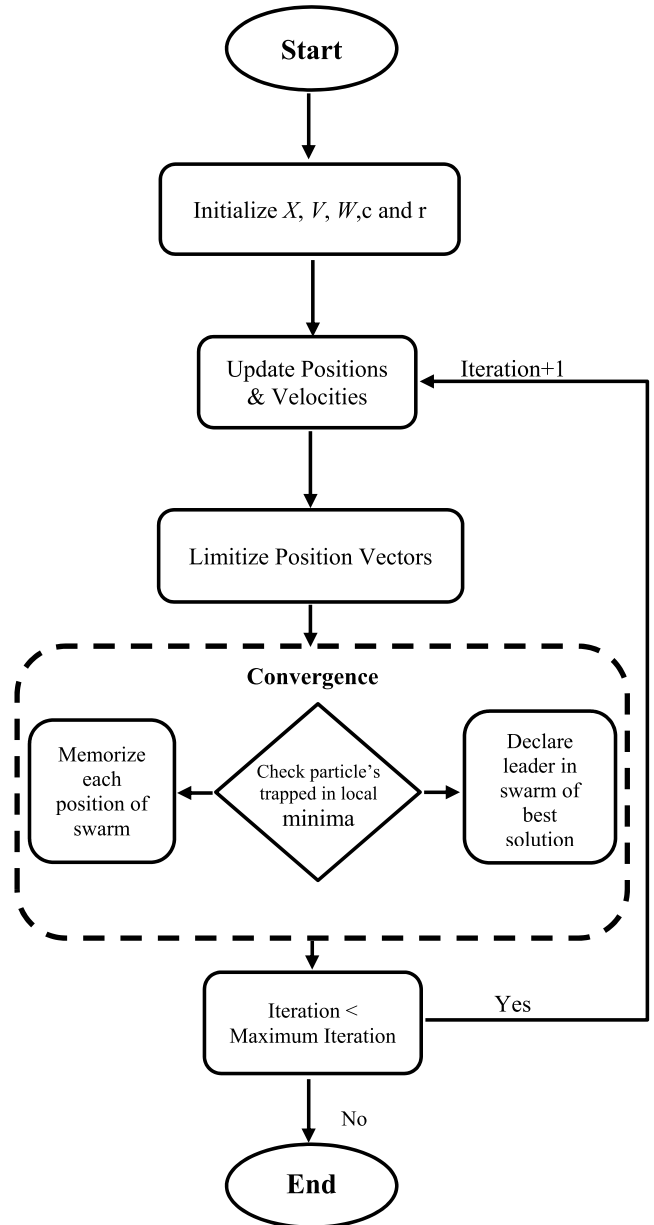 Start
Initialize X, V, W,c and r
Update Positions
& Velocities
Iteration+1
Limitize Position Vectors
Convergence
Memorize
each
position of
swarm
Check particle’s
trapped in local
minima
Declare
leader in
swarm of
best
solution
Iteration <
Maximum Iteration
Yes
No
End